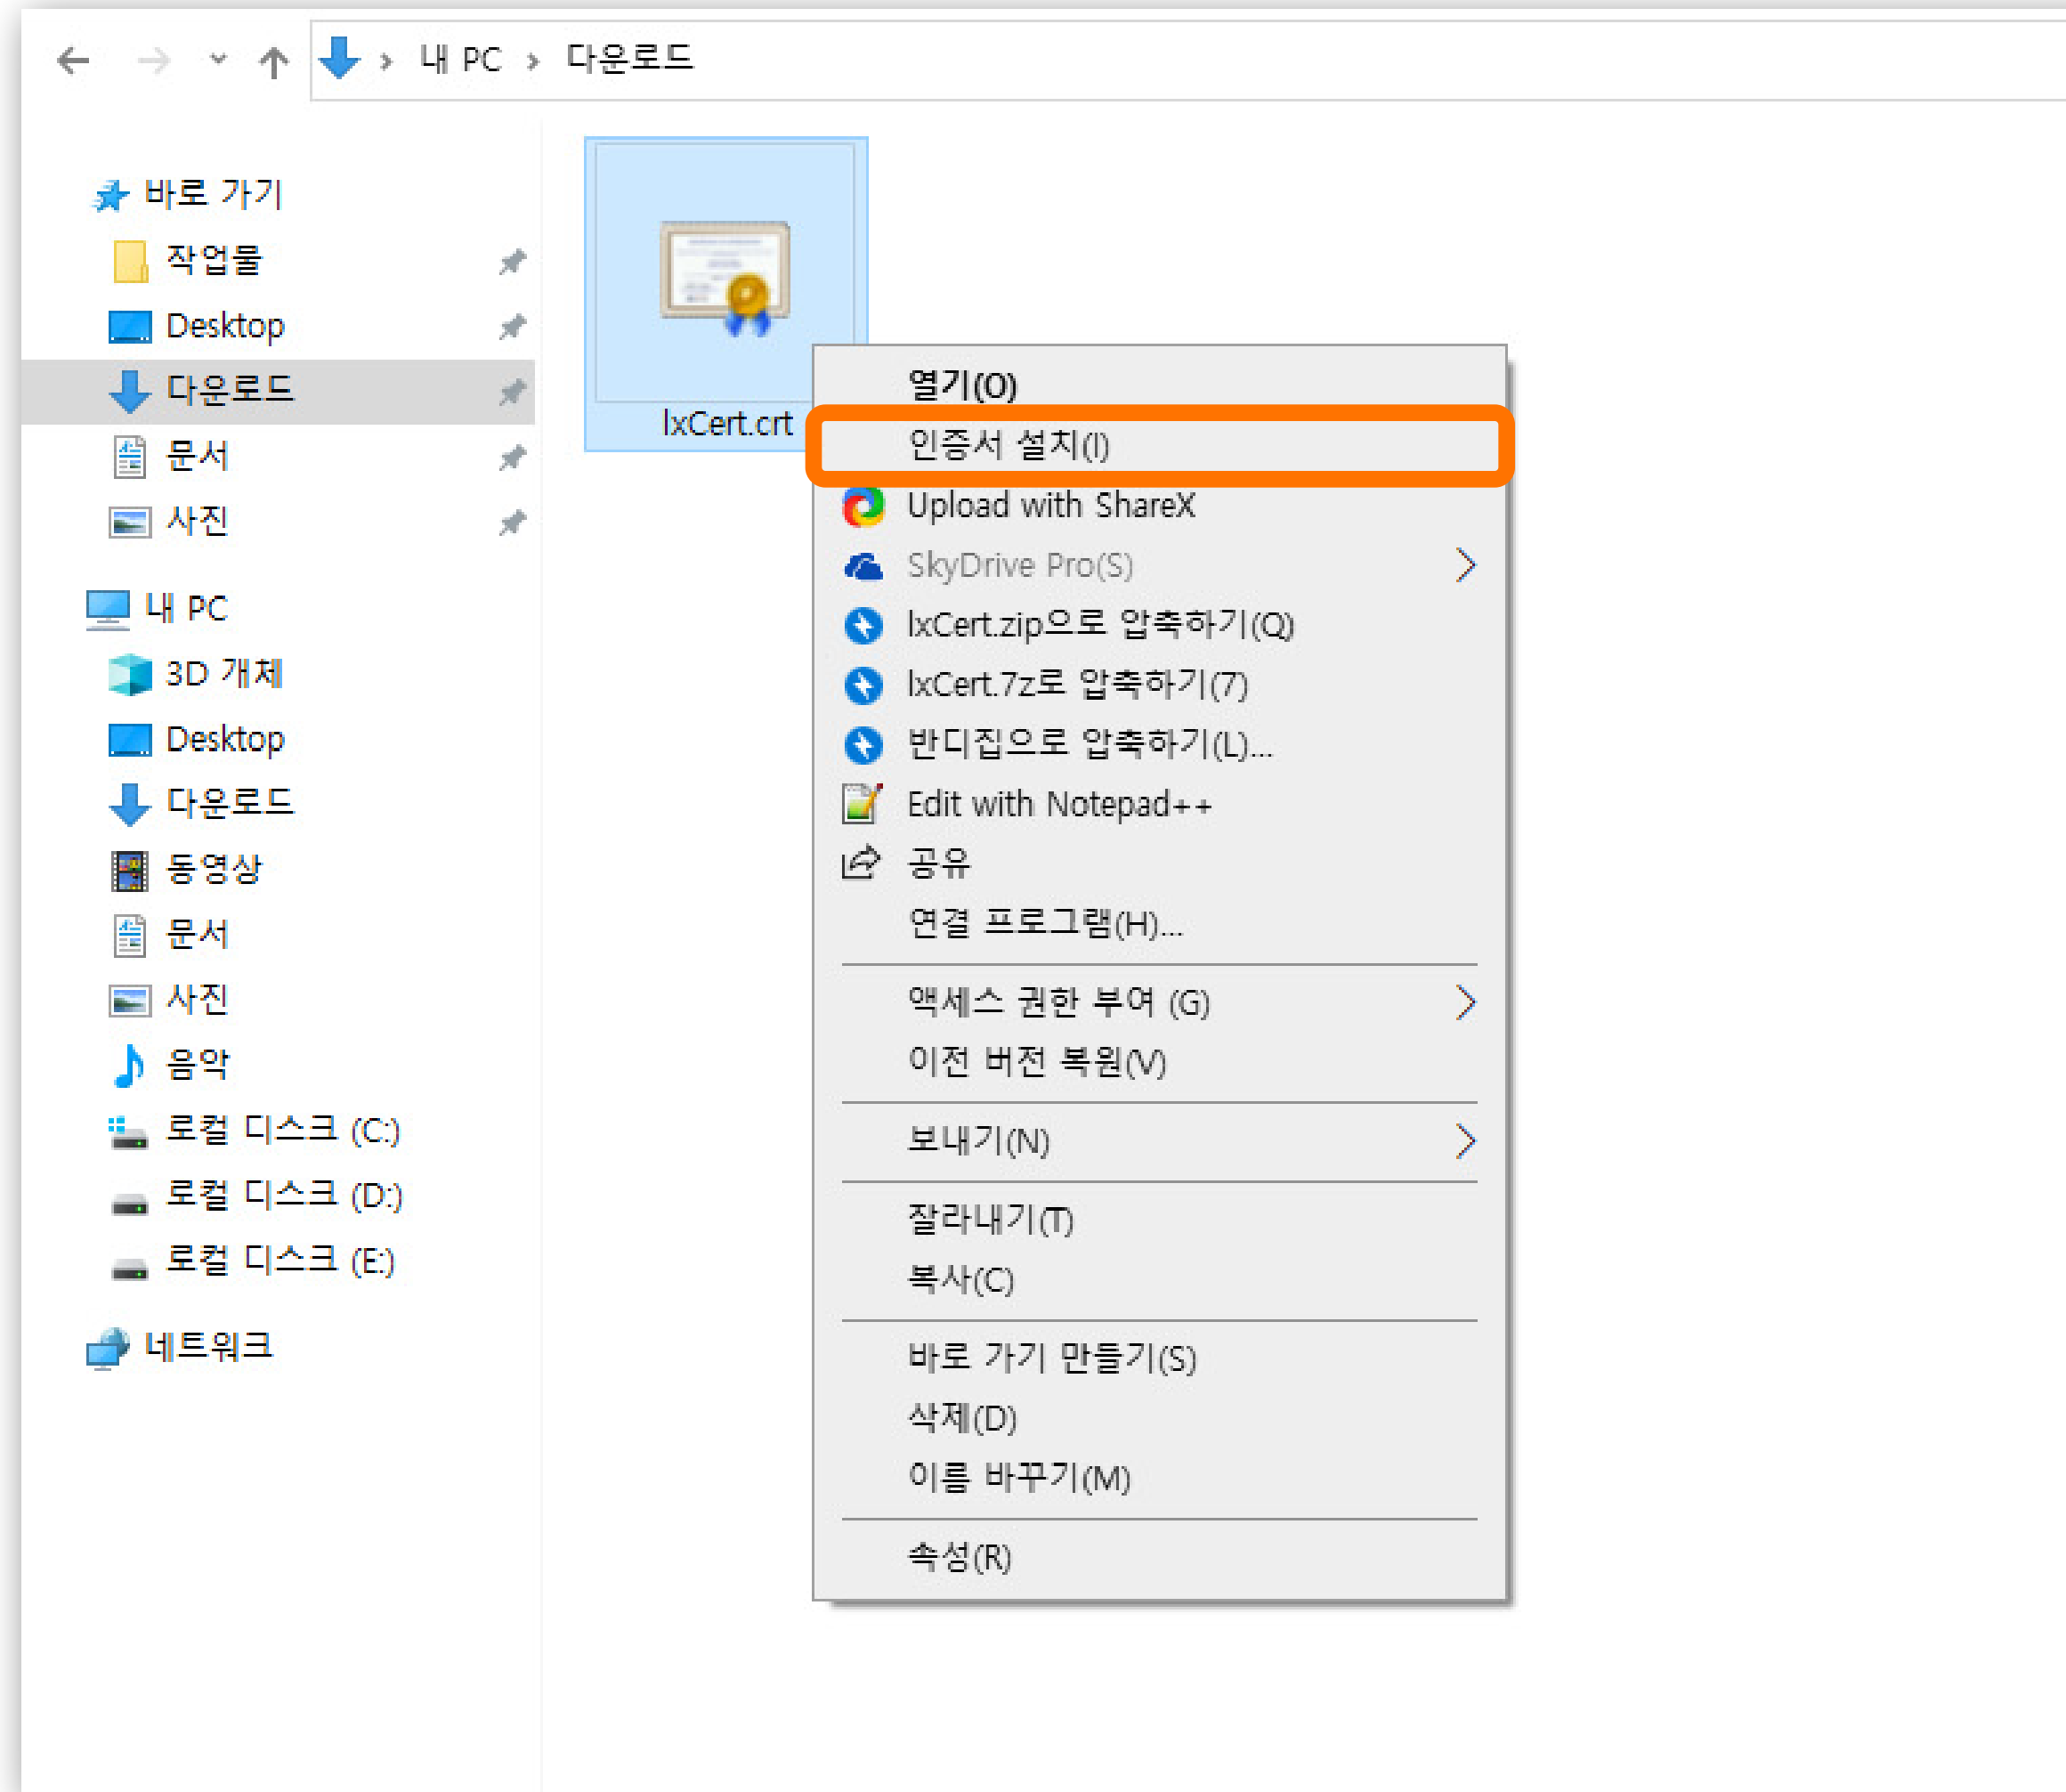 내 PC
다운로드
바로 가기
작업물
Desktop
다운로드
문서
사진
내 PC
3D 개체
Desktop
다운로드
동영상
문서
사진
음악
로컬 디스크 (C:)
로컬 디스크 (D:)
로컬 디스크 (E:)
네트워크
lxCert.crt
열기(O)
인증서 설치(I)
Upload with ShareX
SkyDrive Pro(S)
lxCert.zip으로 압축하기(Q)
lxCert.7z로 압축하기(7)
반디집으로 압축하기(L)...
Edit with Notepad++
공유
연결 프로그램(H)...
액세스 권한 부여 (G)
이전 버전 복원(V)
보내기(N)
잘라내기(T)
복사(C)
바로 가기 만들기(S)
삭제(D)
이름 바꾸기(M)
속성(R)